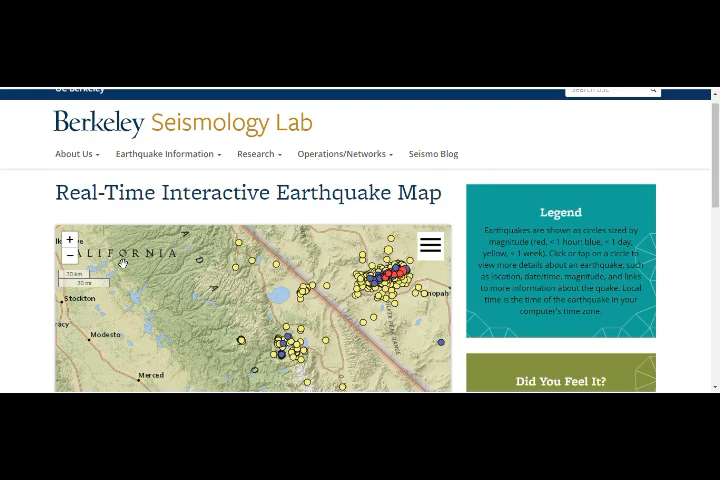 UC Berkeley
Berkeley Seismology Lab
About Us
Earthquake Information
Research
Operations/Networks
Seismo Blog
Real-Time Interactive Earthquake Map
+
−
CALIFORNIA
30 mi
Stockton
Modesto
Merced
Legend
Earthquakes are shown as circles sized by
magnitude (red, < 1 hour; blue, < 1 day,
yellow, < 1 week). Click or tap on a circle to
view more details about an earthquake, such
as location, date/time, magnitude, and links
to more information about the quake. Local
time is the time of the earthquake in your
computer's time zone.
Did You Feel It?